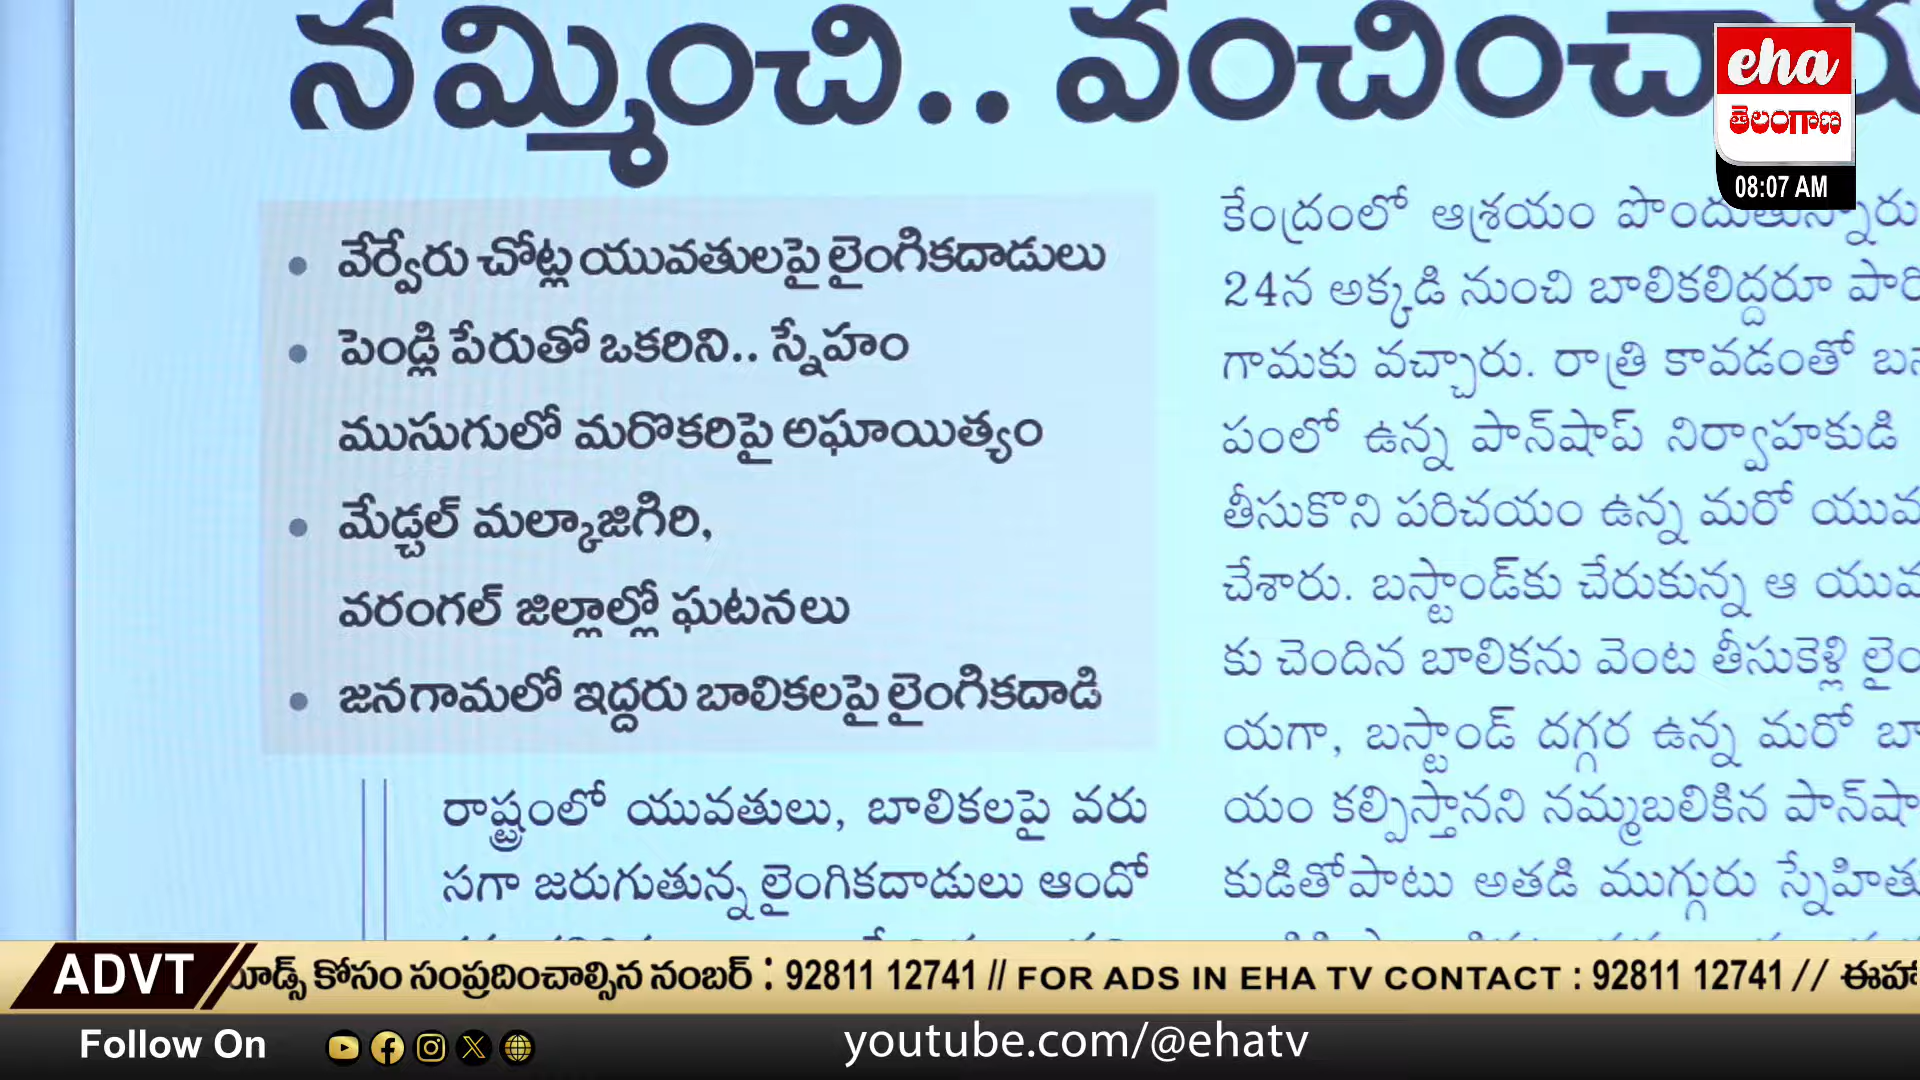 నమ్మించి.. వంచించారు
eha
తెలంగాణ
08:07 AM
• వేర్వేరు చోట్ల యువతులపై లైంగికదాడులు
• పెండ్లి పేరుతో ఒకరిని.. స్నేహం
ముసుగులో మరొకరిపై అఘాయిత్యం
• మేడ్చల్ మల్కాజిగిరి,
వరంగల్ జిల్లాల్లో ఘటనలు
• జనగామలో ఇద్దరు బాలికలపై లైంగికదాడి
రాష్ట్రంలో యువతులు, బాలికలపై వరు
సగా జరుగుతున్న లైంగికదాడులు ఆందో
కేంద్రంలో ఆశ్రయం పొందుతున్నారు
24న అక్కడి నుంచి బాలికలిద్దరూ
గామకు వచ్చారు. రాత్రి కావడంతో
పంలో ఉన్న పాన్‌షాప్ నిర్వాహకుడి
తీసుకొని పరిచయం ఉన్న మరో
చేశారు. బస్టాండ్‌కు చేరుకున్న ఆ
కు చెందిన బాలికను వెంట తీసుకెళ్లి
యగా, బస్టాండ్ దగ్గర ఉన్న మరో
యం కల్పిస్తానని నమ్మబలికిన
కుడితోపాటు అతడి ముగ్గురు
ADVT
కోసం సంప్రదించాల్సిన నంబర్ : 92811 12741 // FOR ADS IN EHA TV CONTACT : 92811 12741 // ఈహా
Follow On
youtube.com/@ehatv